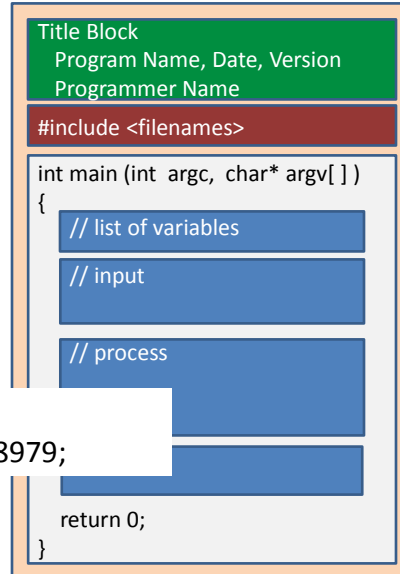 Title Block
Program Name, Date, Version
Programmer Name
#include <filenames>
int main (int argc, char* argv[ ] )
{
// list of variables
// input
// process
8979;
return 0;
}